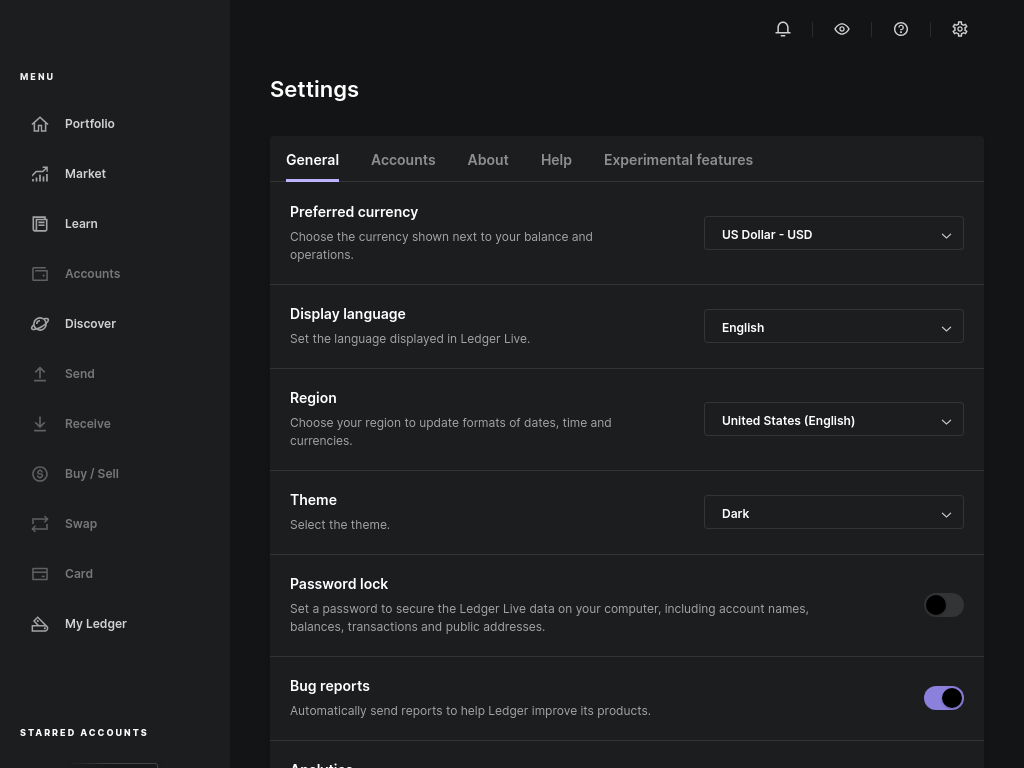 MENU
Portfolio
Market
Learn
Accounts
Discover
Send
Receive
Buy / Sell
Swap
Card
My Ledger
STARRED ACCOUNTS
Settings
General
Accounts
About
Help
Experimental features
Preferred currency
Choose the currency shown next to your balance and
operations.
US Dollar - USD
Display language
Set the language displayed in Ledger Live.
English
Region
Choose your region to update formats of dates, time and
currencies.
United States (English)
Theme
Select the theme.
Dark
Password lock
Set a password to secure the Ledger Live data on your computer, including account names,
balances, transactions and public addresses.
Bug reports
Automatically send reports to help Ledger improve its products.
Analytics